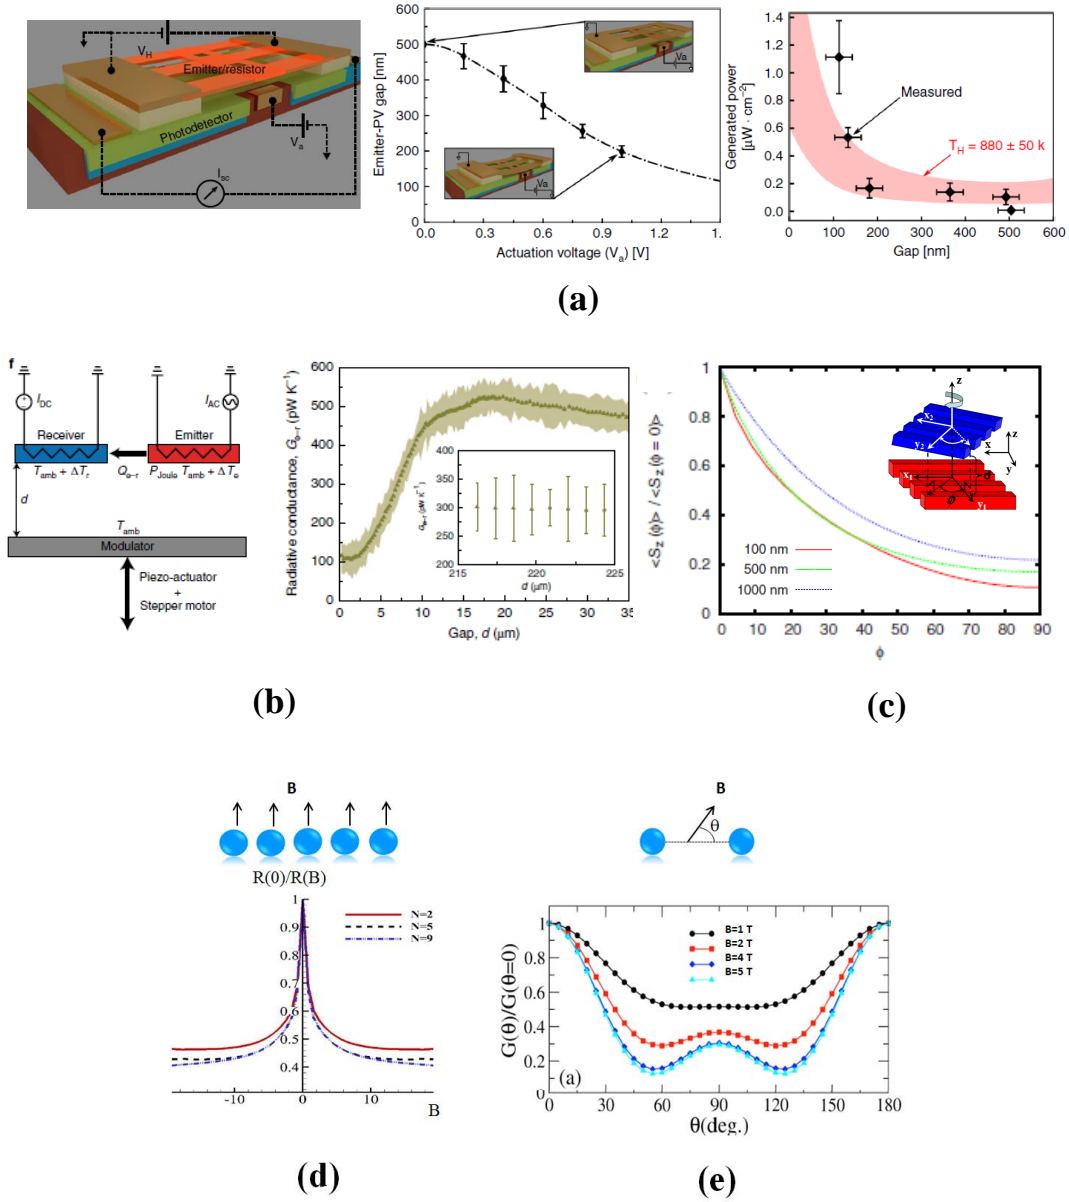 V_H
Emitter/resistor
Photodetector
V_a
I_sc
Emitter-PV gap [nm]
600
500
400
300
200
100
0
Va
Va
0.0 0.3 0.6 0.9 1.2 1.
Actuation voltage (V_a) [V]
Generated power
[µW · cm⁻²]
1.4
1.2
1.0
0.8
0.6
0.4
0.2
0.0
Measured
T_H = 880 ± 50 k
0 100 200 300 400 500 600
Gap [nm]
(a)
f
I_DC
I_AC
Receiver
Emitter
T_amb + ΔT_r
Q_e–r
P_Joule
T_amb + ΔT_e
d
T_amb
Modulator
Piezo-actuator
+
Stepper motor
Radiative conductance, G_e–r (pW K⁻¹)
600
500
400
300
200
100
0
G_e–r (pW K⁻¹)
400
350
300
250
200
215 220 225
d (µm)
0 5 10 15 20 25 30 35
Gap, d (µm)
(b)
<S_z(ϕ)> / <S_z(ϕ = 0)>
1
0.8
0.6
0.4
0.2
0
z
x_2
y_2
z
x
y
x_1
d
ϕ
y_1
100 nm
500 nm
1000 nm
0 10 20 30 40 50 60 70 80 90
ϕ
(c)
B
R(0)/R(B)
1
0.9
0.8
0.7
0.6
0.5
0.4
N=2
N=5
N=9
-10 0 10
B
(d)
B
θ
G(θ)/G(θ=0)
1
0.8
0.6
0.4
0.2
0
B=1 T
B=2 T
B=4 T
B=5 T
(a)
0 30 60 90 120 150 180
θ(deg.)
(e)